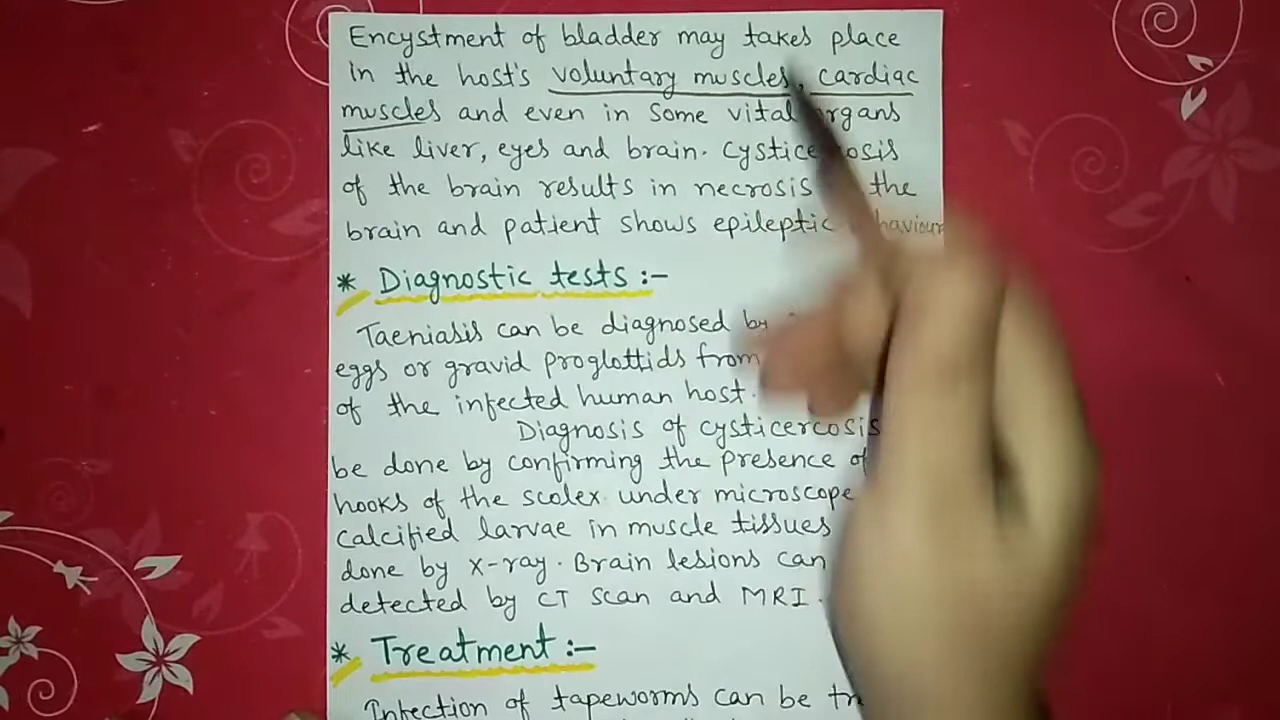 Encystment of bladder may takes place
in the host's voluntary muscles, cardiac
muscles and even in some vital organs
like liver, eyes and brain. Cysticercosis
of the brain results in necrosis the
brain and patient shows epileptic behaviour
* Diagnostic tests :-
Taeniasis can be diagnosed by
eggs or gravid proglottids from
of the infected human host.
Diagnosis of cysticercosis
be done by confirming the presence of
hooks of the scolex under microscope
calcified larvae in muscle tissues
done by X-ray. Brain lesions can
detected by CT Scan and MRI.
* Treatment :-
Infection of tapeworms can be